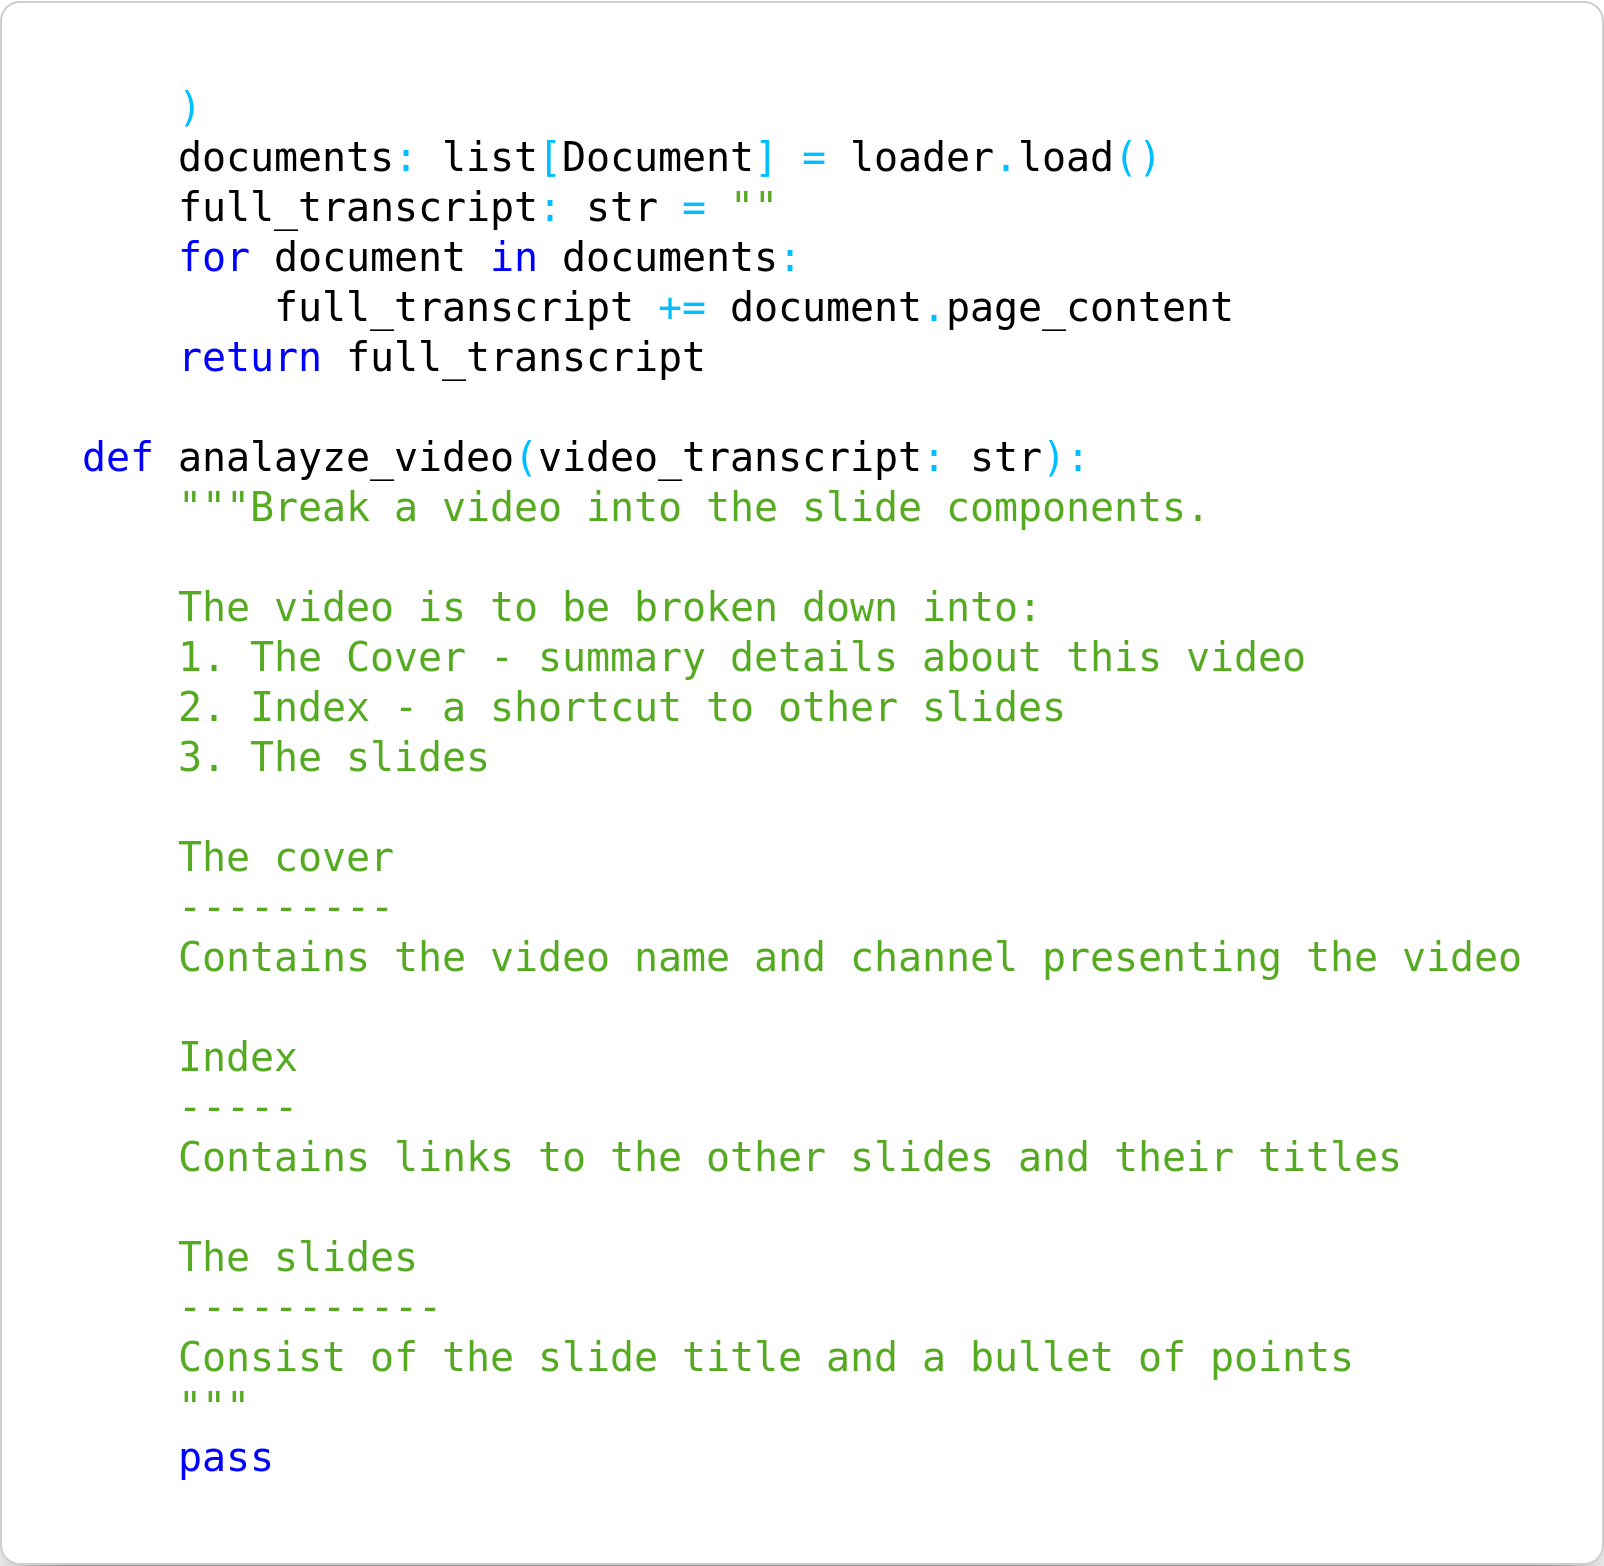 )
    documents: list[Document] = loader.load()
    full_transcript: str = ""
    for document in documents:
        full_transcript += document.page_content
    return full_transcript

def analayze_video(video_transcript: str):
    """Break a video into the slide components.

    The video is to be broken down into:
    1. The Cover - summary details about this video
    2. Index - a shortcut to other slides
    3. The slides

    The cover
    ---------
    Contains the video name and channel presenting the video

    Index
    -----
    Contains links to the other slides and their titles

    The slides
    -----------
    Consist of the slide title and a bullet of points
    """
    pass